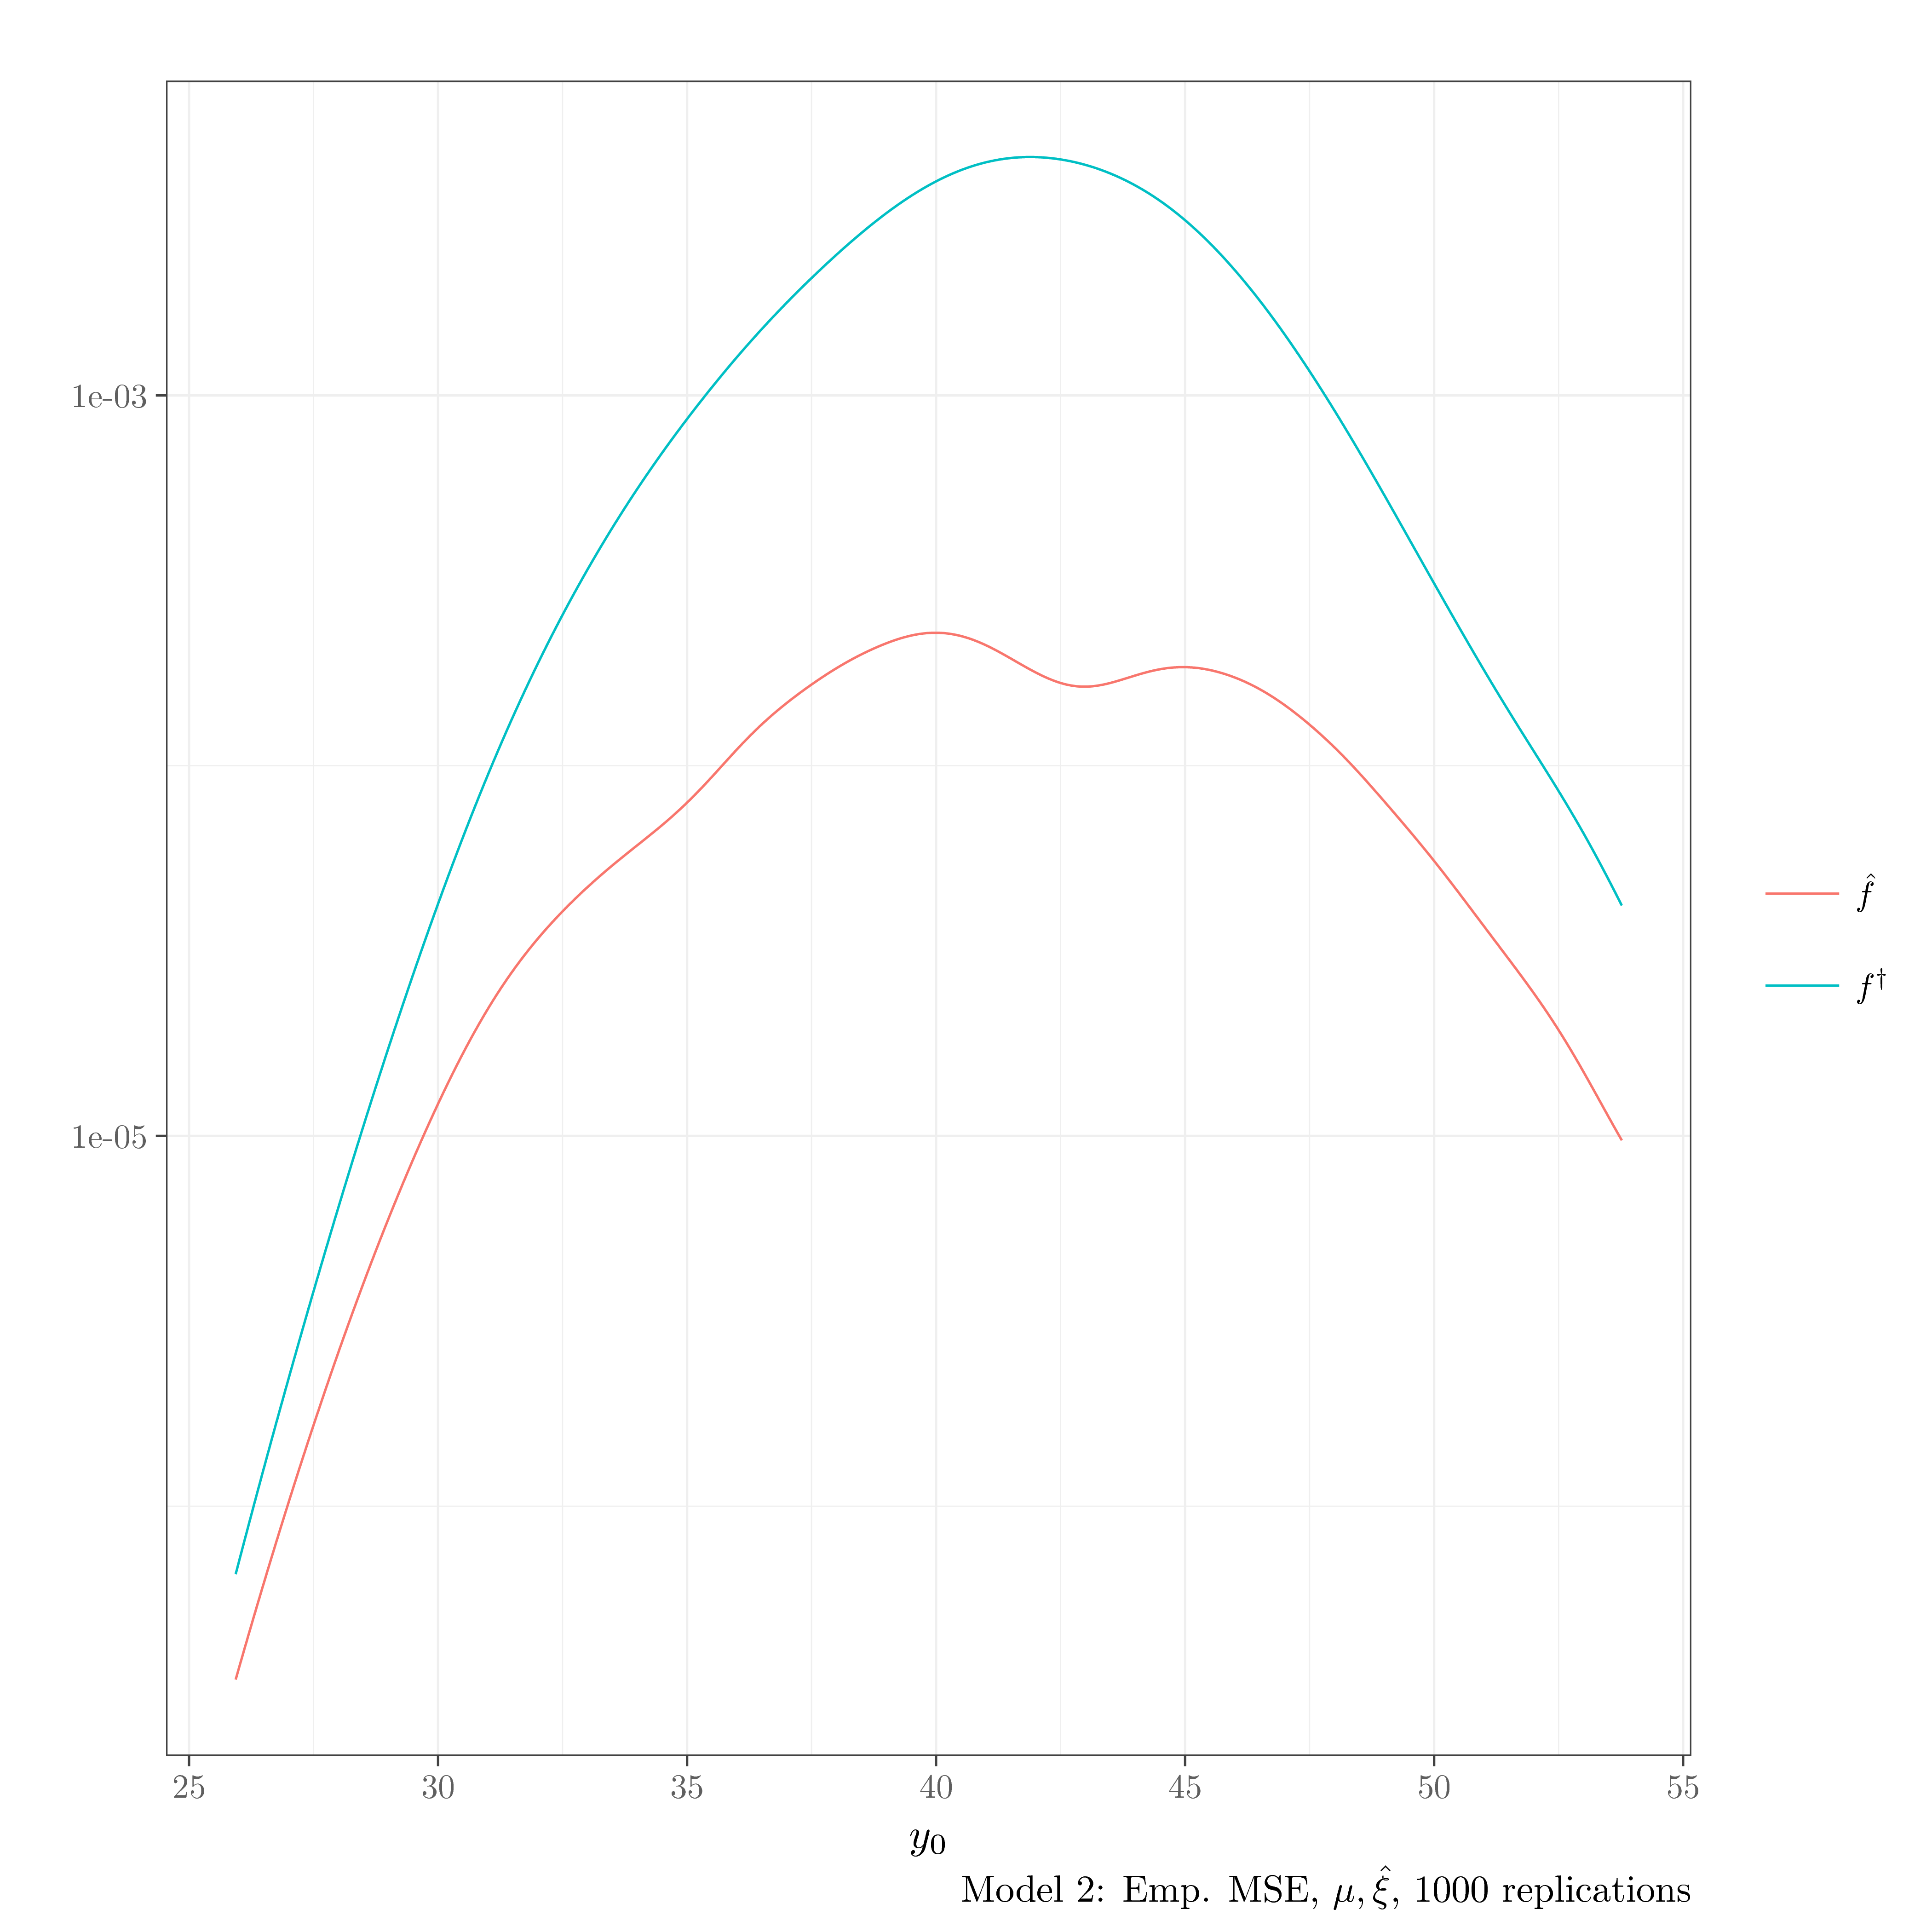 1e-03
1e-05
25 30 35 40 45 50 55
y₀
f̂
f†
Model 2: Emp. MSE, μ, ξ̂, 1000 replications